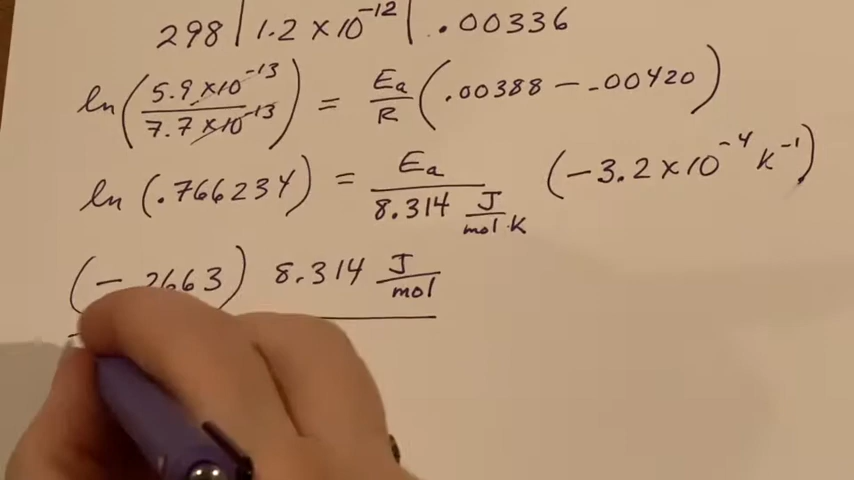 298 | 1.2 × 10⁻¹² | .00336
ln(5.9 × 10⁻¹³ / 7.7 × 10⁻¹³) = Ea/R (.00388 - .00420)
ln(.766234) = Ea / 8.314 J/mol·K (-3.2 × 10⁻⁴ K⁻¹)
(-.2663) 8.314 J/mol